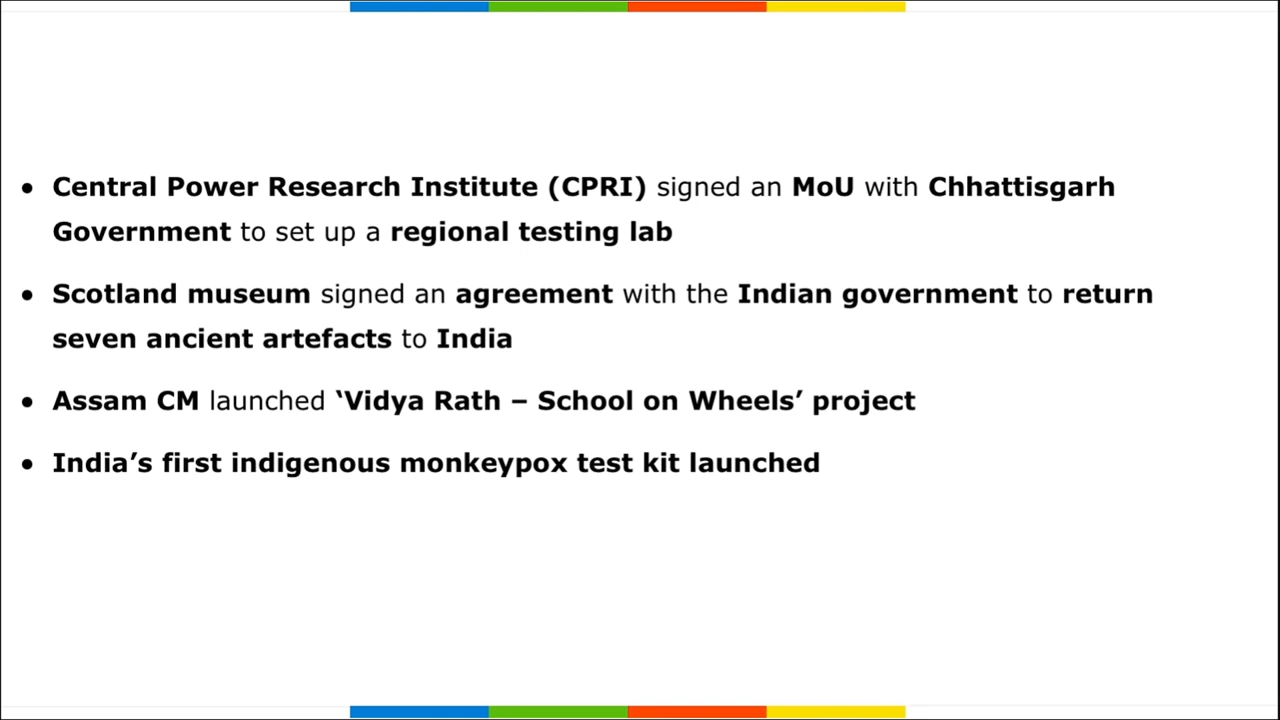 • Central Power Research Institute (CPRI) signed an MoU with Chhattisgarh
Government to set up a regional testing lab
• Scotland museum signed an agreement with the Indian government to return
seven ancient artefacts to India
• Assam CM launched ‘Vidya Rath – School on Wheels’ project
• India’s first indigenous monkeypox test kit launched